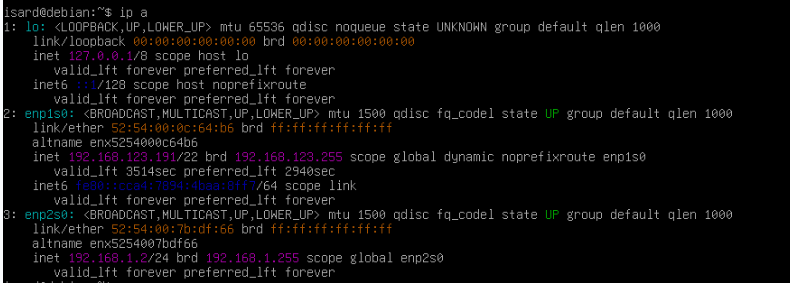 isard@debian:~$ ip a
1: lo: <LOOPBACK,UP,LOWER_UP> mtu 65536 qdisc noqueue state UNKNOWN group default qlen 1000
    link/loopback 00:00:00:00:00:00 brd 00:00:00:00:00:00
    inet 127.0.0.1/8 scope host lo
       valid_lft forever preferred_lft forever
    inet6 ::1/128 scope host noprefixroute
       valid_lft forever preferred_lft forever
2: enp1s0: <BROADCAST,MULTICAST,UP,LOWER_UP> mtu 1500 qdisc fq_codel state UP group default qlen 1000
    link/ether 52:54:00:0c:64:b6 brd ff:ff:ff:ff:ff:ff
    altname enx5254000c64b6
    inet 192.168.123.191/22 brd 192.168.123.255 scope global dynamic noprefixroute enp1s0
       valid_lft 3514sec preferred_lft 2940sec
    inet6 /64 scope link
       valid_lft forever preferred_lft forever
3: enp2s0: <BROADCAST,MULTICAST,UP,LOWER_UP> mtu 1500 qdisc fq_codel state UP group default qlen 1000
    link/ether 52:54:00:7b:df:66 brd ff:ff:ff:ff:ff:ff
    altname enx5254007bdf66
    inet 192.168.1.2/24 brd 192.168.1.255 scope global enp2s0
       valid_lft forever preferred_lft forever